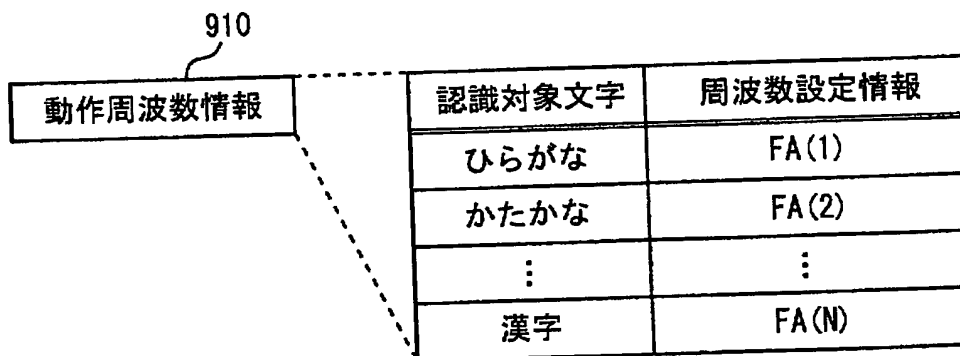 910
動作周波数情報
認識対象文字 周波数設定情報
ひらがな FA(1)
かたかな FA(2)
⋮ ⋮
漢字 FA(N)